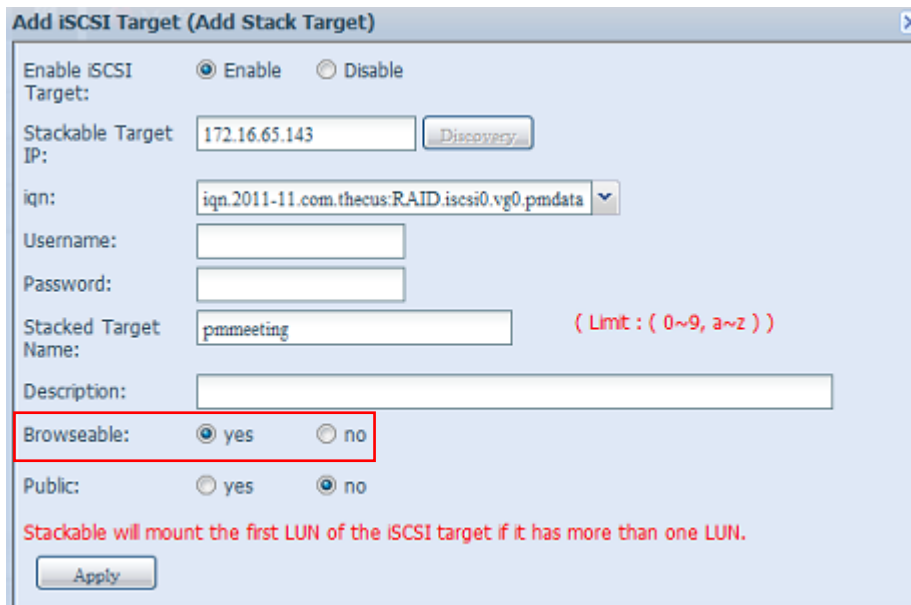 Add iSCSI Target (Add Stack Target)
Enable iSCSI Target: Enable Disable
Stackable Target IP: 172.16.65.143 Discovery
iqn: iqn.2011-11.com.thecus:RAID.iscsi0.vg0.pmdata
Username:
Password:
Stacked Target Name: pmmeeting ( Limit : ( 0~9, a~z ) )
Description:
Browseable: yes no
Public: yes no
Stackable will mount the first LUN of the iSCSI target if it has more than one LUN.
Apply